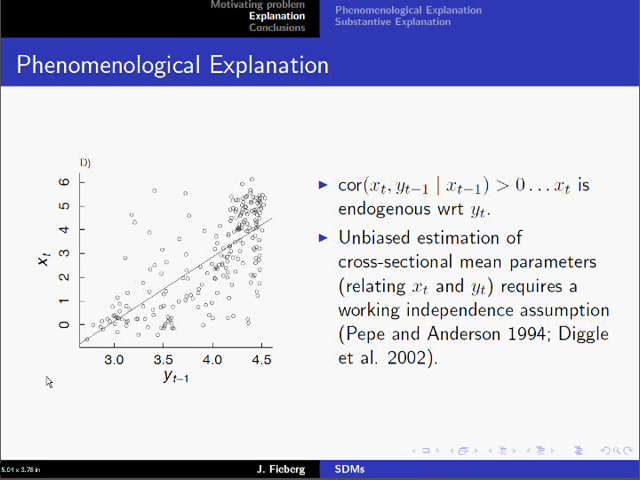 Motivating problem
Explanation
Conclusions
Phenomenological Explanation
Substantive Explanation
Phenomenological Explanation
D)
6
5
4
3
2
1
0
x_t
3.0 3.5 4.0 4.5
y_{t−1}
cor(x_t, y_{t−1} | x_{t−1}) > 0 . . . x_t is
endogenous wrt y_t.
Unbiased estimation of
cross-sectional mean parameters
(relating x_t and y_t) requires a
working independence assumption
(Pepe and Anderson 1994; Diggle
et al. 2002).
5.04 x 3.78 in
J. Fieberg
SDMs